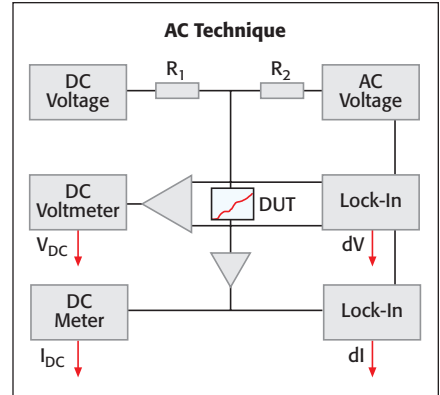 AC Technique
DC
Voltage
R1
R2
AC
Voltage
DC
Voltmeter
DUT
Lock-In
VDC
dV
DC
Meter
Lock-In
IDC
dI